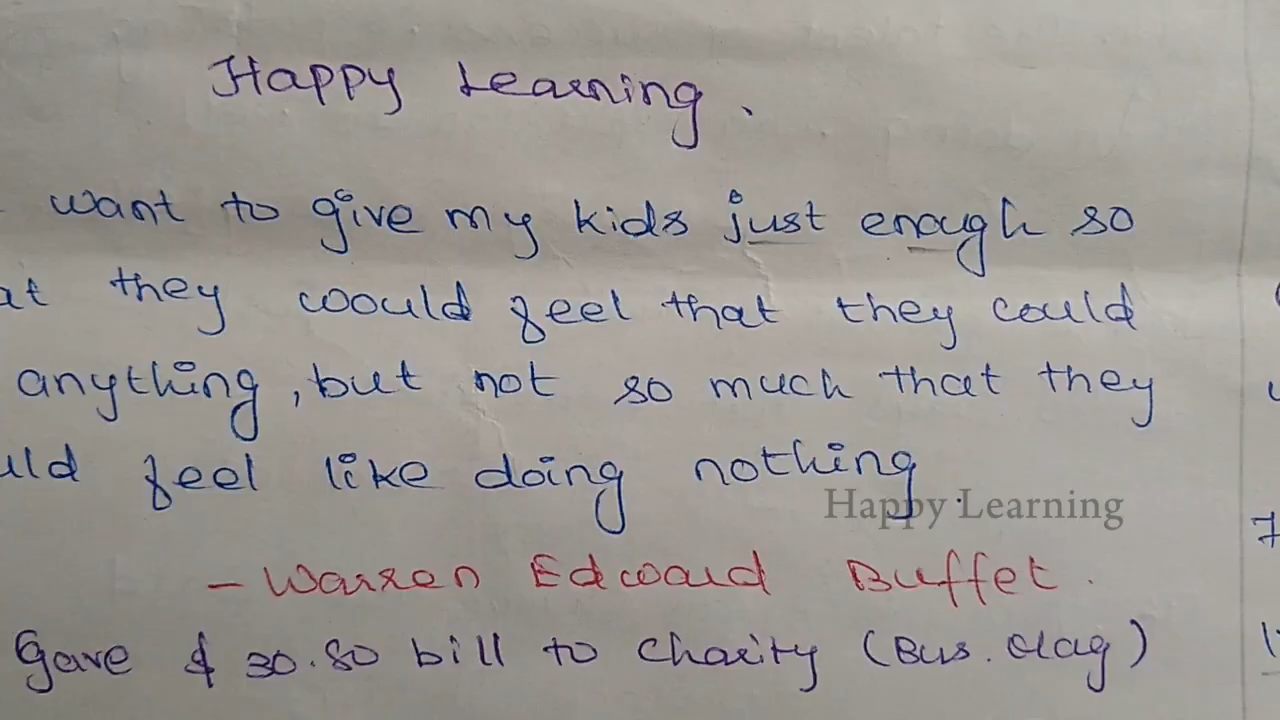 Happy Learning.
want to give my kids just enough so
at they woould feel that they could
anything, but not so much that they
uld feel like doing nothing.
Happy Learning
- Warren Edward Buffet.
Gave $ 30.80 bill to charity (Bus. Mag)